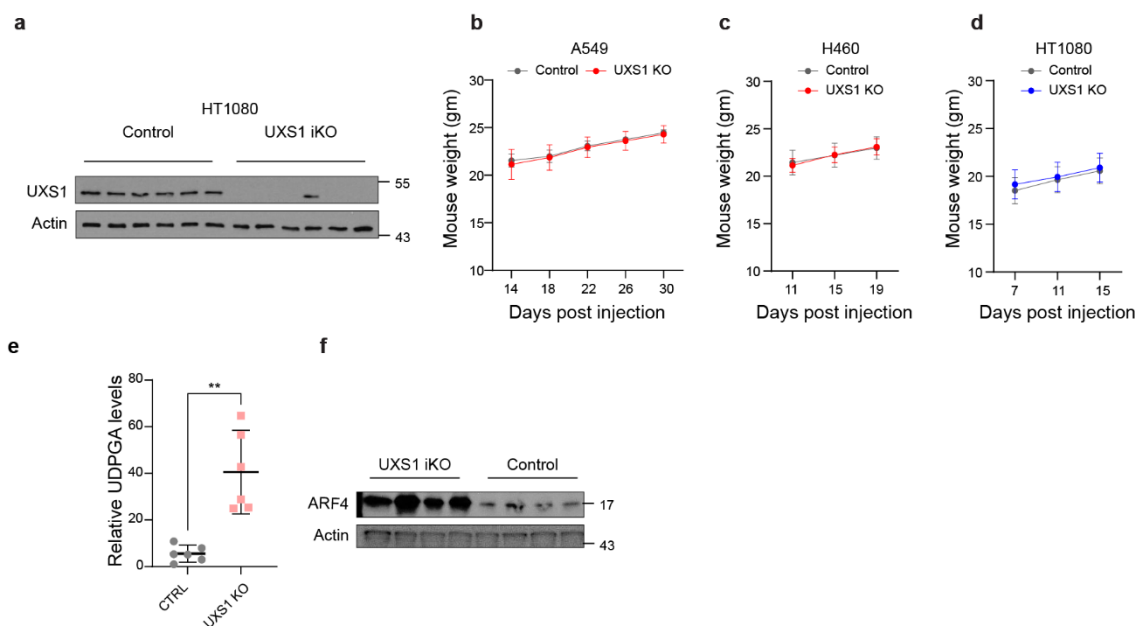 a
HT1080
Control UXS1 iKO
UXS1
55
Actin
43
b
A549
Control UXS1 KO
Mouse weight (gm)
30
25
20
15
10
14 18 22 26 30
Days post injection
c
H460
Control
UXS1 KO
Mouse weight (gm)
30
25
20
15
10
11 15 19
Days post injection
d
HT1080
Control
UXS1 KO
Mouse weight (gm)
30
25
20
15
10
7 11 15
Days post injection
e
Relative UDPGA levels
80
60
40
20
0
**
CTRL
UXS1 KO
f
UXS1 iKO Control
ARF4
17
Actin
43